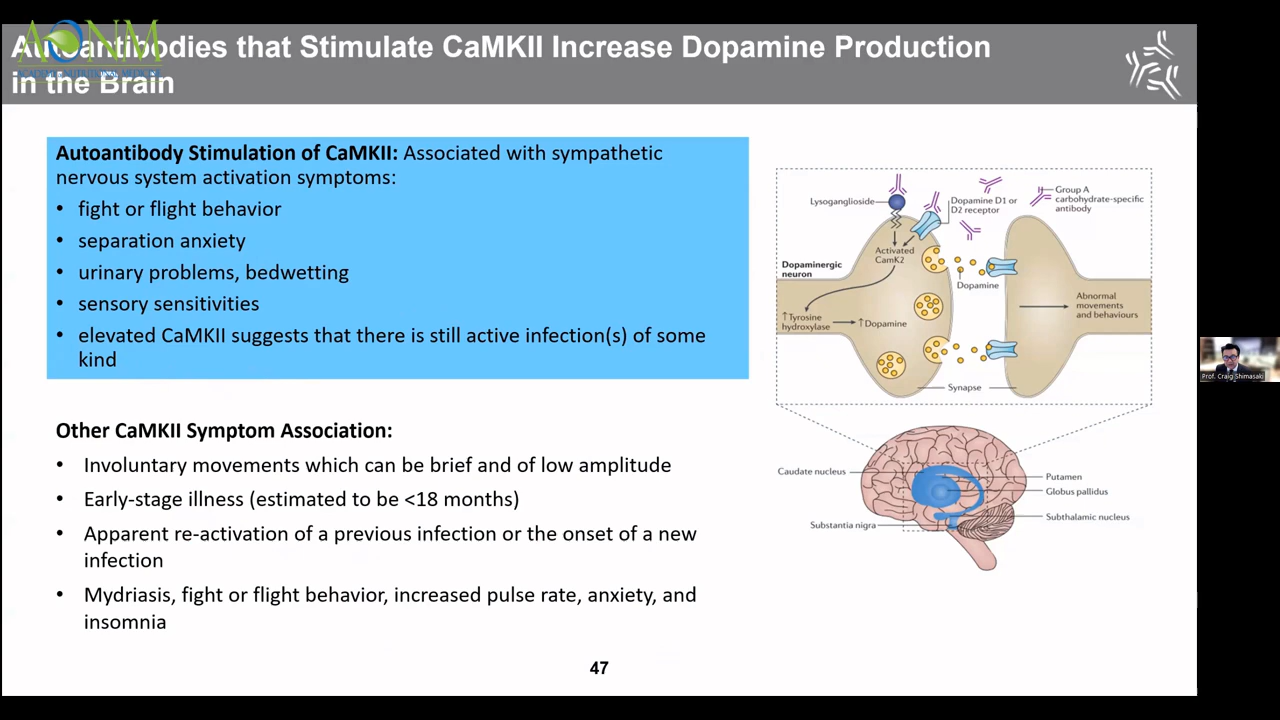 AONM
ACADEMIC NUTRITIONAL MEDICINE
Autoantibodies that Stimulate CaMKII Increase Dopamine Production
in the Brain
Autoantibody Stimulation of CaMKII: Associated with sympathetic
nervous system activation symptoms:
• fight or flight behavior
• separation anxiety
• urinary problems, bedwetting
• sensory sensitivities
• elevated CaMKII suggests that there is still active infection(s) of some
kind
Other CaMKII Symptom Association:
• Involuntary movements which can be brief and of low amplitude
• Early-stage illness (estimated to be <18 months)
• Apparent re-activation of a previous infection or the onset of a new
infection
• Mydriasis, fight or flight behavior, increased pulse rate, anxiety, and
insomnia
Lysoganglioside
Dopamine D1 or
D2 receptor
Group A
carbohydrate-specific
antibody
Activated
CamK2
Dopaminergic
neuron
Dopamine
↑Tyrosine
hydroxylase
↑Dopamine
Abnormal
movements
and behaviours
Synapse
Caudate nucleus
Putamen
Globus pallidus
Substantia nigra
Subthalamic nucleus
47
Prof. Craig Shimasaki